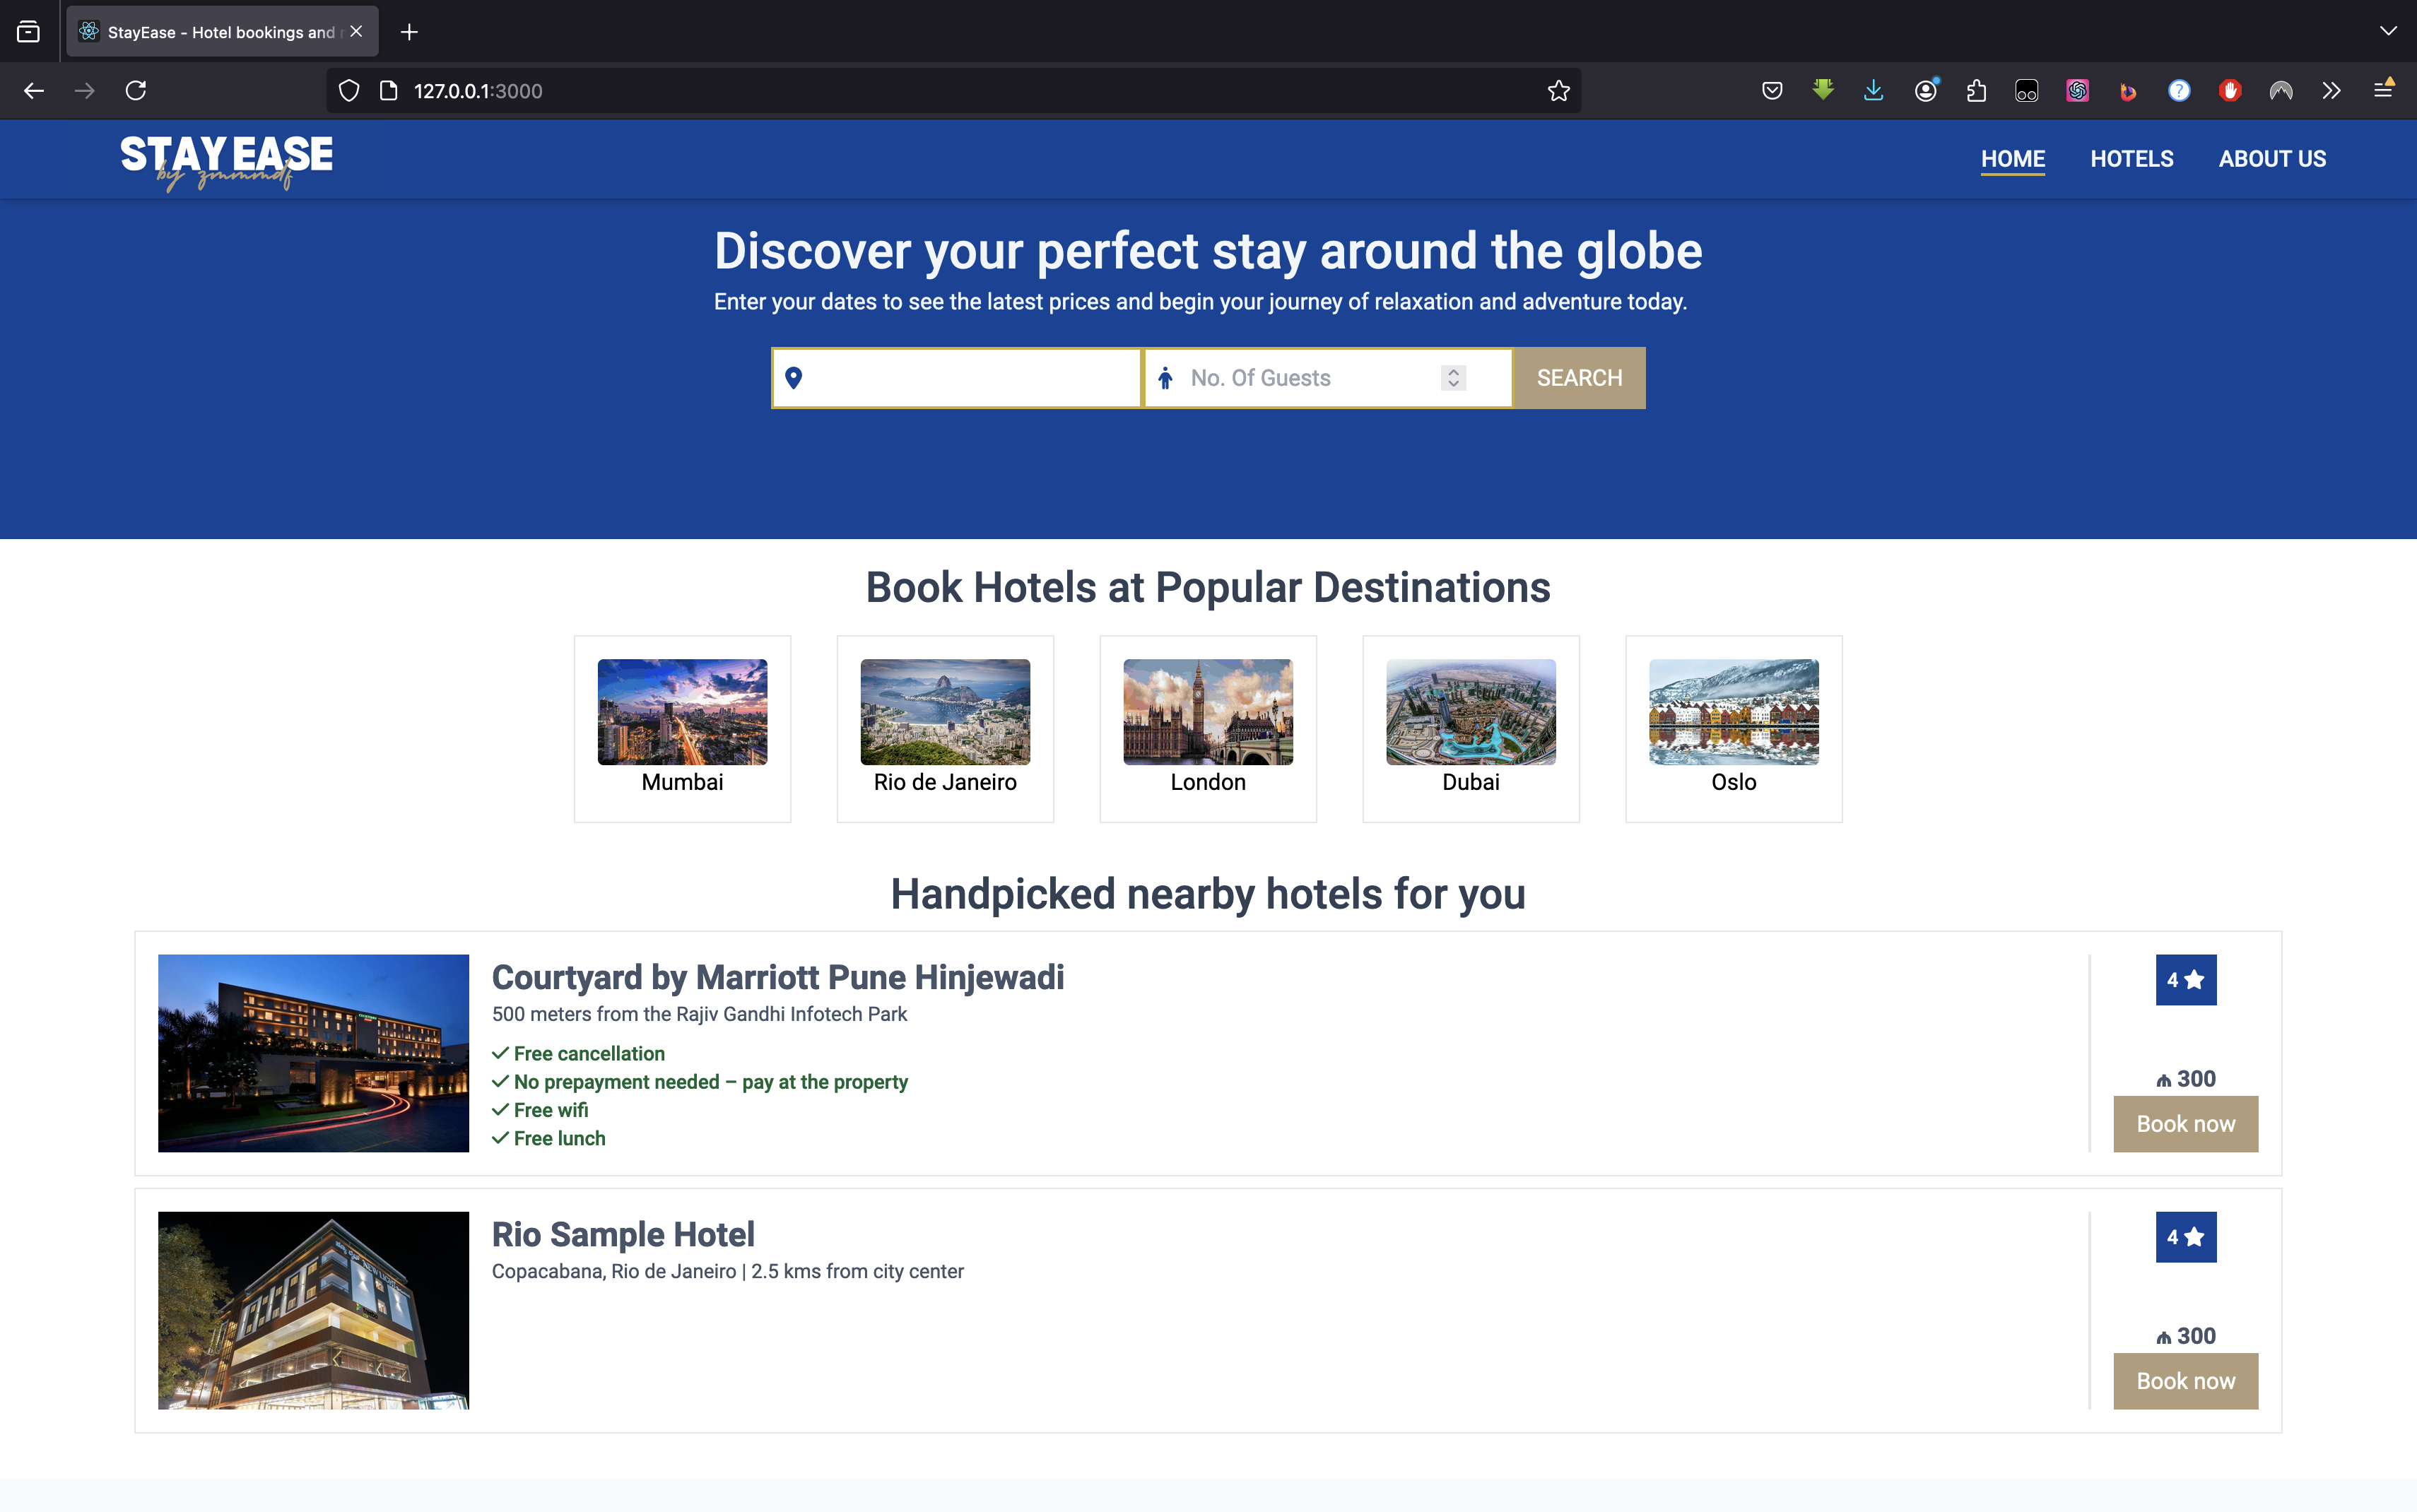 StayEase - Hotel bookings and
127.0.0.1:3000
STAY EASE
by zmmmdf
HOME
HOTELS
ABOUT US
Discover your perfect stay around the globe
Enter your dates to see the latest prices and begin your journey of relaxation and adventure today.
No. Of Guests
SEARCH
Book Hotels at Popular Destinations
Mumbai
Rio de Janeiro
London
Dubai
Oslo
Handpicked nearby hotels for you
Courtyard by Marriott Pune Hinjewadi
4
500 meters from the Rajiv Gandhi Infotech Park
✓ Free cancellation
✓ No prepayment needed – pay at the property
✓ Free wifi
✓ Free lunch
₼ 300
Book now
Rio Sample Hotel
4
Copacabana, Rio de Janeiro | 2.5 kms from city center
₼ 300
Book now